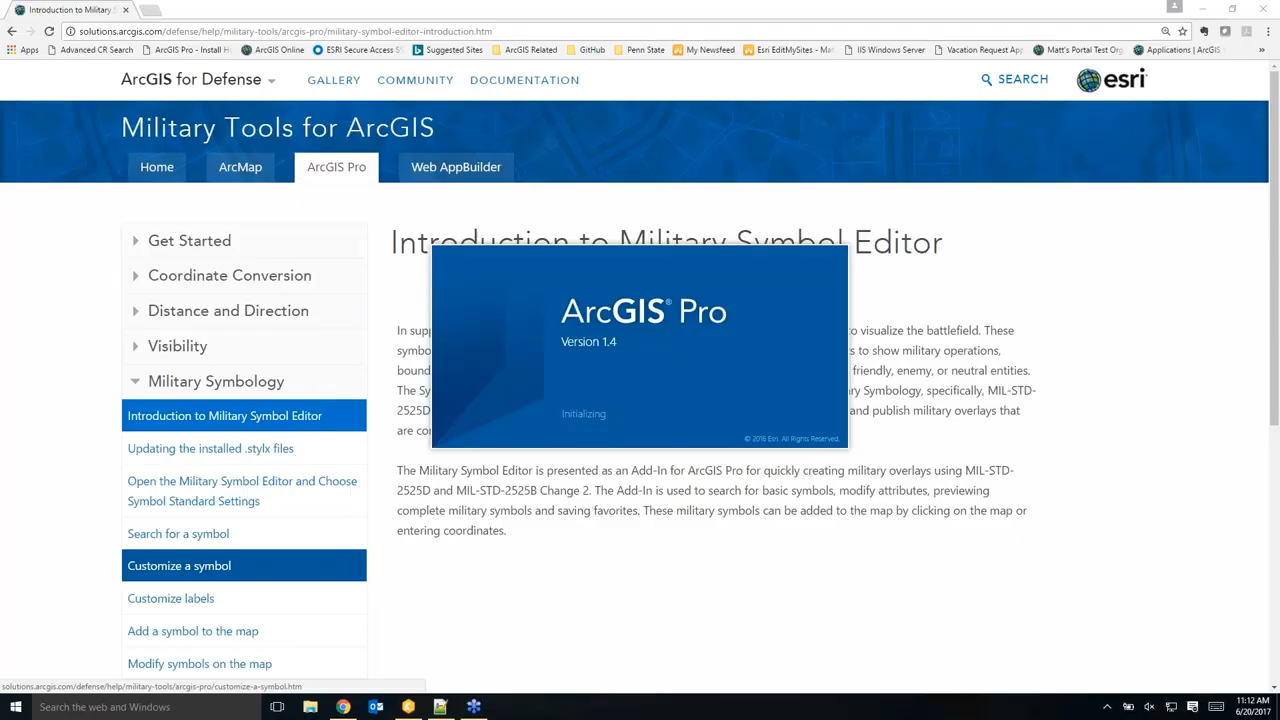 Introduction to Military S
solutions.arcgis.com/defense/help/military-tools/arcgis-pro/military-symbol-editor-introduction.htm
Apps
Advanced CR Search
ArcGIS Pro - Install H
ArcGIS Online
ESRI Secure Access S
Suggested Sites
ArcGIS Related
GitHub
Penn State
My Newsfeed
Esri EditMySites - Mat
IIS Windows Server
Vacation Request App
Matt's Portal Test Org
Applications | ArcGIS
»
ArcGIS for Defense
GALLERY
COMMUNITY
DOCUMENTATION
SEARCH
esri
Military Tools for ArcGIS
Home
ArcMap
ArcGIS Pro
Web AppBuilder
Get Started
Coordinate Conversion
Distance and Direction
Visibility
Military Symbology
Introduction to Military Symbol Editor
Updating the installed .stylx files
Open the Military Symbol Editor and Choose
Symbol Standard Settings
Search for a symbol
Customize a symbol
Customize labels
Add a symbol to the map
Modify symbols on the map
Introduction to Military Symbol Editor
In supp
o visualize the battlefield. These
symbo
s to show military operations,
bound
friendly, enemy, or neutral entities.
The Sy
ary Symbology, specifically, MIL-STD-
2525D
and publish military overlays that
are co
ArcGIS® Pro
Version 1.4
Initializing
© 2016 Esri. All Rights Reserved.
The Military Symbol Editor is presented as an Add-In for ArcGIS Pro for quickly creating military overlays using MIL-STD-
2525D and MIL-STD-2525B Change 2. The Add-In is used to search for basic symbols, modify attributes, previewing
complete military symbols and saving favorites. These military symbols can be added to the map by clicking on the map or
entering coordinates.
solutions.arcgis.com/defense/help/military-tools/arcgis-pro/customize-a-symbol.htm
Search the web and Windows
11:12 AM
6/20/2017